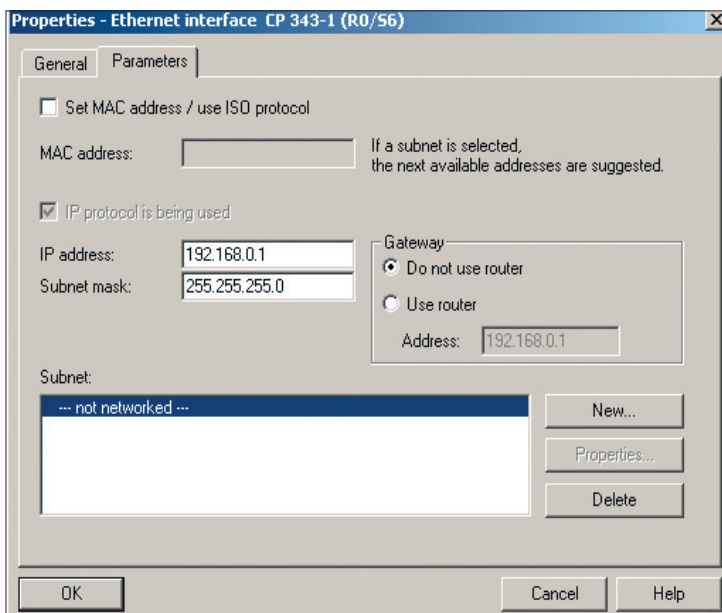 Properties - Ethernet interface CP 343-1 (R0/S6)
General
Parameters
Set MAC address / use ISO protocol
MAC address:
If a subnet is selected,
the next available addresses are suggested.
IP protocol is being used
IP address:
192.168.0.1
Subnet mask:
255.255.255.0
Gateway
Do not use router
Use router
Address:
192.168.0.1
Subnet:
--- not networked ---
New...
Properties...
Delete
OK
Cancel
Help